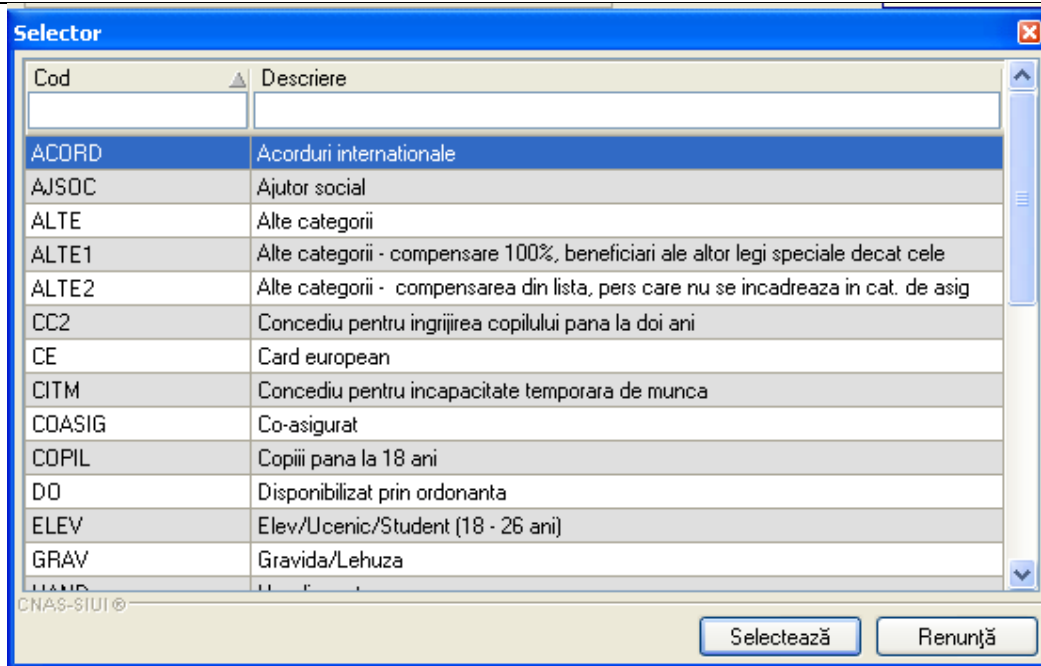 Selector
Cod Descriere
ACORD Acorduri internationale
AJSOC Ajutor social
ALTE Alte categorii
ALTE1 Alte categorii - compensare 100%, beneficiari ale altor legi speciale decat cele
ALTE2 Alte categorii -  compensarea din lista, pers care nu se incadreaza in cat. de asig
CC2 Concediu pentru ingrijirea copilului pana la doi ani
CE Card european
CITM Concediu pentru incapacitate temporara de munca
COASIG Co-asigurat
COPIL Copiii pana la 18 ani
DO Disponibilizat prin ordonanta
ELEV Elev/Ucenic/Student (18 - 26 ani)
GRAV Gravida/Lehuza
CNAS-SIUI ®
Selectează Renunţă